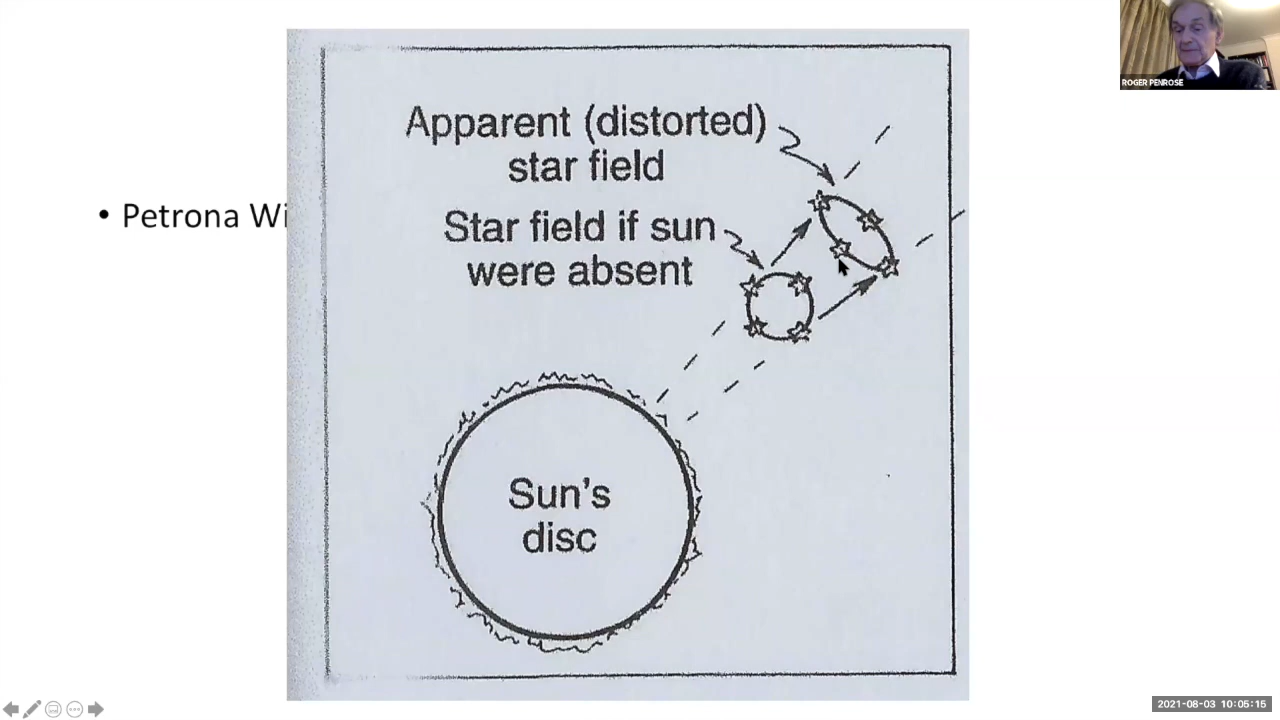 ROGER PENROSE
Apparent (distorted)
star field
• Petrona Wi
Star field if sun
were absent
Sun's
disc
2021-08-03 10:05:15